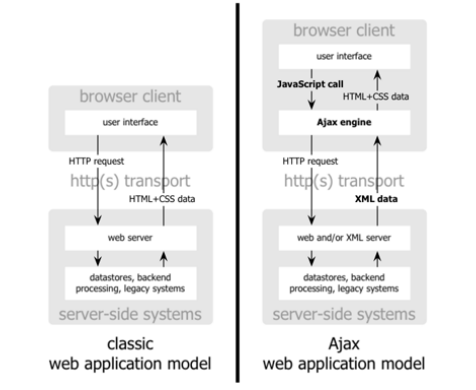 browser client
user interface
HTTP request
http(s) transport
HTML+CSS data
web server
datastores, backend
processing, legacy systems
server-side systems
classic
web application model
browser client
user interface
JavaScript call
HTML+CSS data
Ajax engine
HTTP request
http(s) transport
XML data
web and/or XML server
datastores, backend
processing, legacy systems
server-side systems
Ajax
web application model